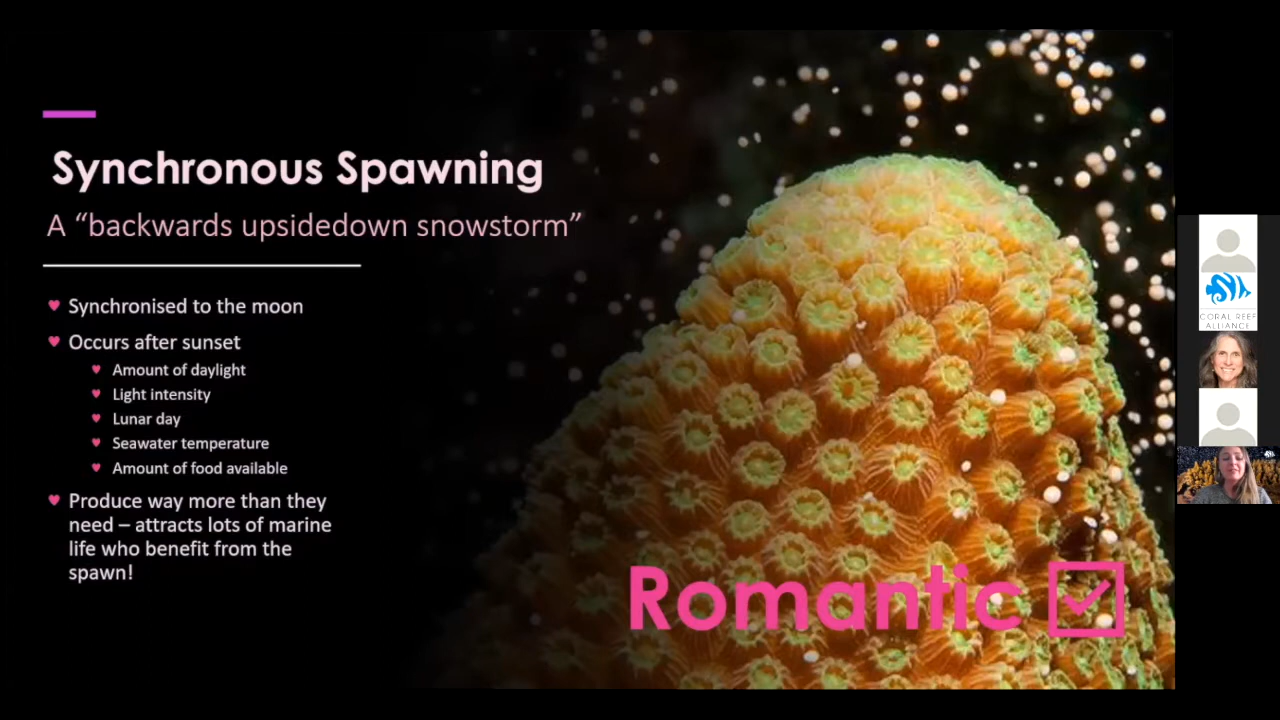 Synchronous Spawning
A “backwards upsidedown snowstorm”
Synchronised to the moon
Occurs after sunset
Amount of daylight
Light intensity
Lunar day
Seawater temperature
Amount of food available
Produce way more than they
need – attracts lots of marine
life who benefit from the
spawn!
Romantic
CORAL REEF
ALLIANCE